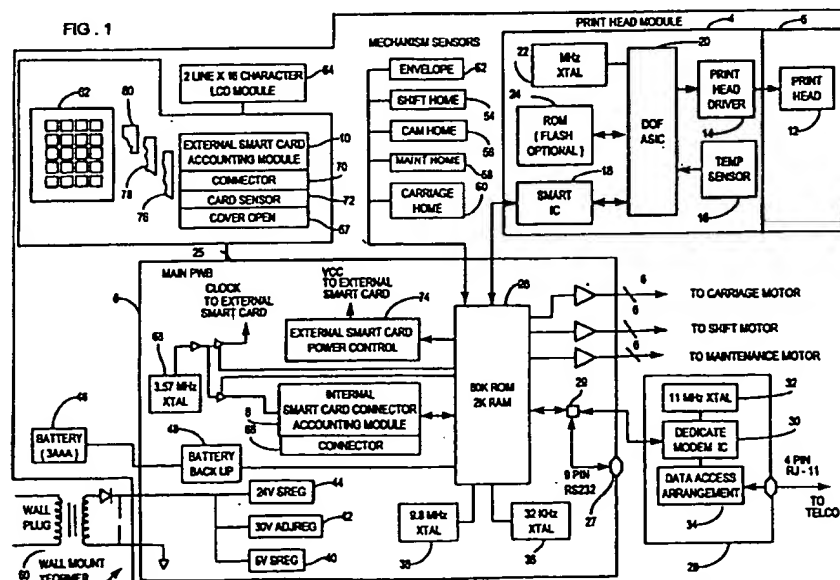 FIG. 1
PRINT HEAD MODULE
4
6
2 LINE X 16 CHARACTER
LCD MODULE
64
MECHANISM SENSORS
ENVELOPE
52
SHIFT HOME
54
CAM HOME
56
MAINT HOME
58
CARRIAGE HOME
60
22
MHz
XTAL
20
24
ROM
{ FLASH
OPTIONAL }
SMART
IC
18
DOF
ASIC
PRINT
HEAD
DRIVER
14
TEMP
SENSOR
16
PRINT
HEAD
12
62
80
78
76
EXTERNAL SMART CARD
ACCOUNTING MODULE
10
CONNECTOR
70
CARD SENSOR
72
COVER OPEN
67
25
MAIN PWB
6
CLOCK
TO EXTERNAL
SMART CARD
VCC
TO EXTERNAL
SMART CARD
74
EXTERNAL SMART CARD
POWER CONTROL
68
3.57 MHz
XTAL
INTERNAL
SMART CARD CONNECTOR
ACCOUNTING MODULE
8
CONNECTOR
26
80K ROM
2K RAM
6
TO CARRIAGE MOTOR
6
TO SHIFT MOTOR
6
TO MAINTENANCE MOTOR
BATTERY
{ 3AAA }
BATTERY
BACK UP
24V SREG
44
30V ADJREG
42
5V SREG
40
9.8 MHz
XTAL
32 KHz
XTAL
36
29
9 PIN
RS232
27
11 MHz XTAL
32
DEDICATE
MODEM IC
30
DATA ACCESS
ARRANGEMENT
34
4 PIN
RJ - 11
TO
TELCO
28
WALL
PLUG
WALL MOUNT
XFORMER